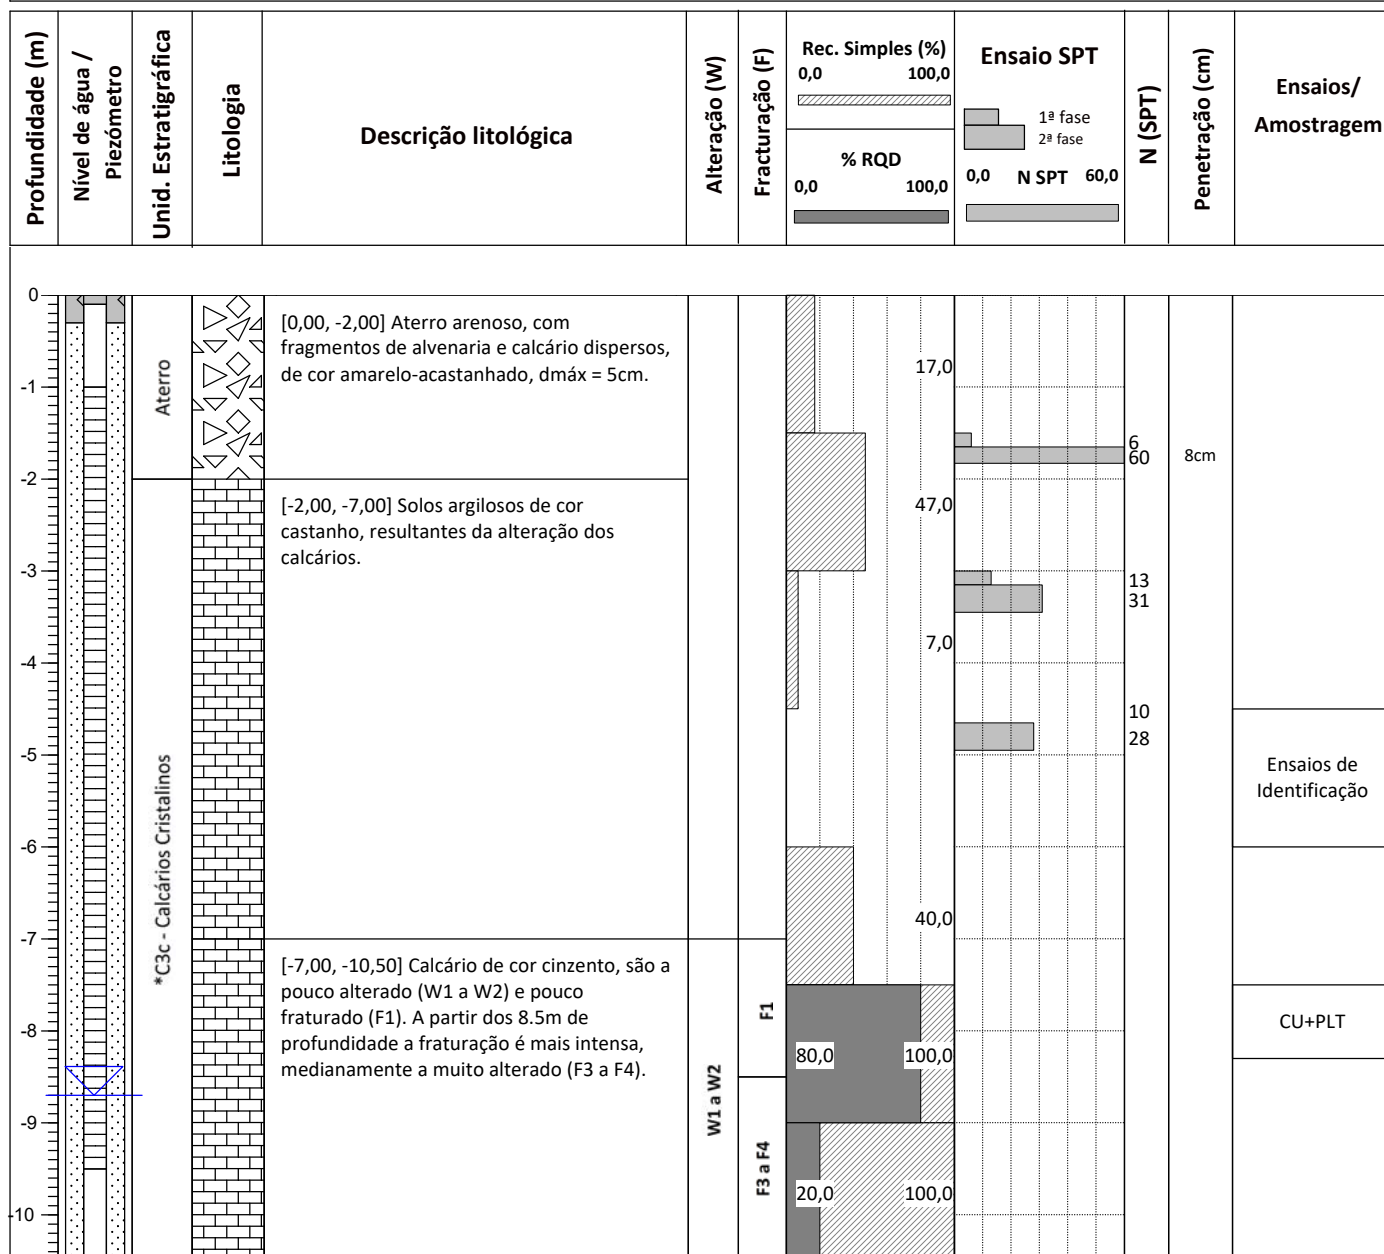 Profundidade (m)
Nível de água /
Piezómetro
Unid. Estratigráfica
Litologia
Descrição litológica
Alteração (W)
Fracturação (F)
Rec. Simples (%)
0,0 100,0
% RQD
0,0 100,0
Ensaio SPT
1ª fase
2ª fase
0,0 N SPT 60,0
N (SPT)
Penetração (cm)
Ensaios/
Amostragem
0
-1
-2
-3
-4
-5
-6
-7
-8
-9
-10
Aterro
*C3c - Calcários Cristalinos
[0,00, -2,00] Aterro arenoso, com
fragmentos de alvenaria e calcário dispersos,
de cor amarelo-acastanhado, dmáx = 5cm.
[-2,00, -7,00] Solos argilosos de cor
castanho, resultantes da alteração dos
calcários.
[-7,00, -10,50] Calcário de cor cinzento, são a
pouco alterado (W1 a W2) e pouco
fraturado (F1). A partir dos 8.5m de
profundidade a fraturação é mais intensa,
medianamente a muito alterado (F3 a F4).
W1 a W2
F1
F3 a F4
17,0
47,0
7,0
40,0
80,0 100,0
20,0 100,0
6
60
13
31
10
28
8cm
Ensaios de
Identificação
CU+PLT